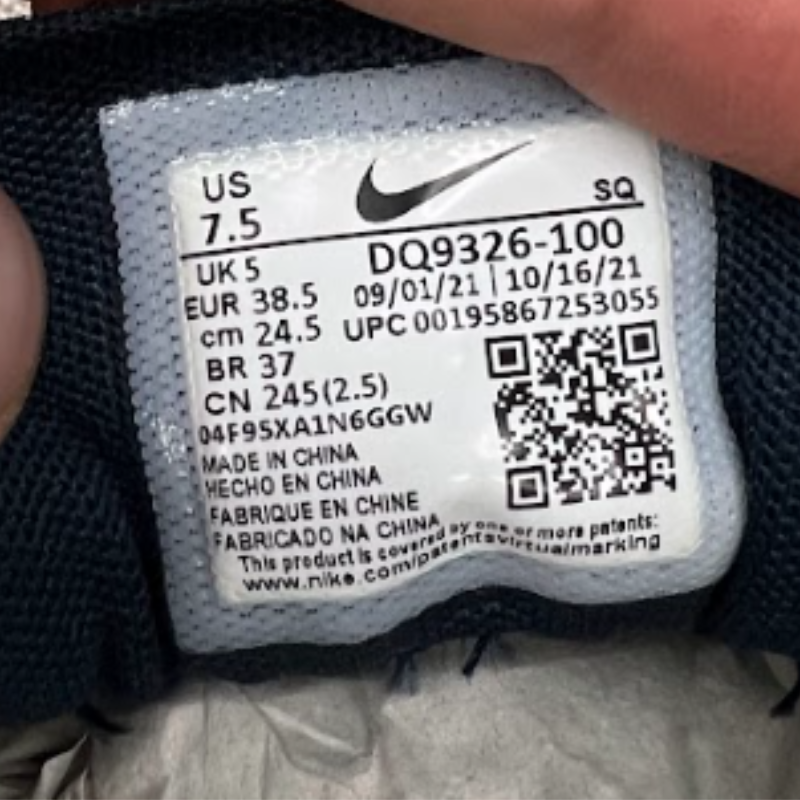 US
7.5
SQ
UK 5
DQ9326-100
EUR 38.5
09/01/21 | 10/16/21
cm 24.5
UPC 00195867253055
BR 37
CN 245(2.5)
04F95XA1N6GGW
MADE IN CHINA
HECHO EN CHINA
FABRIQUE EN CHINE
FABRICADO NA CHINA
This product is covered by one or more patents:
www.nike.com/patentsvirtualmarking